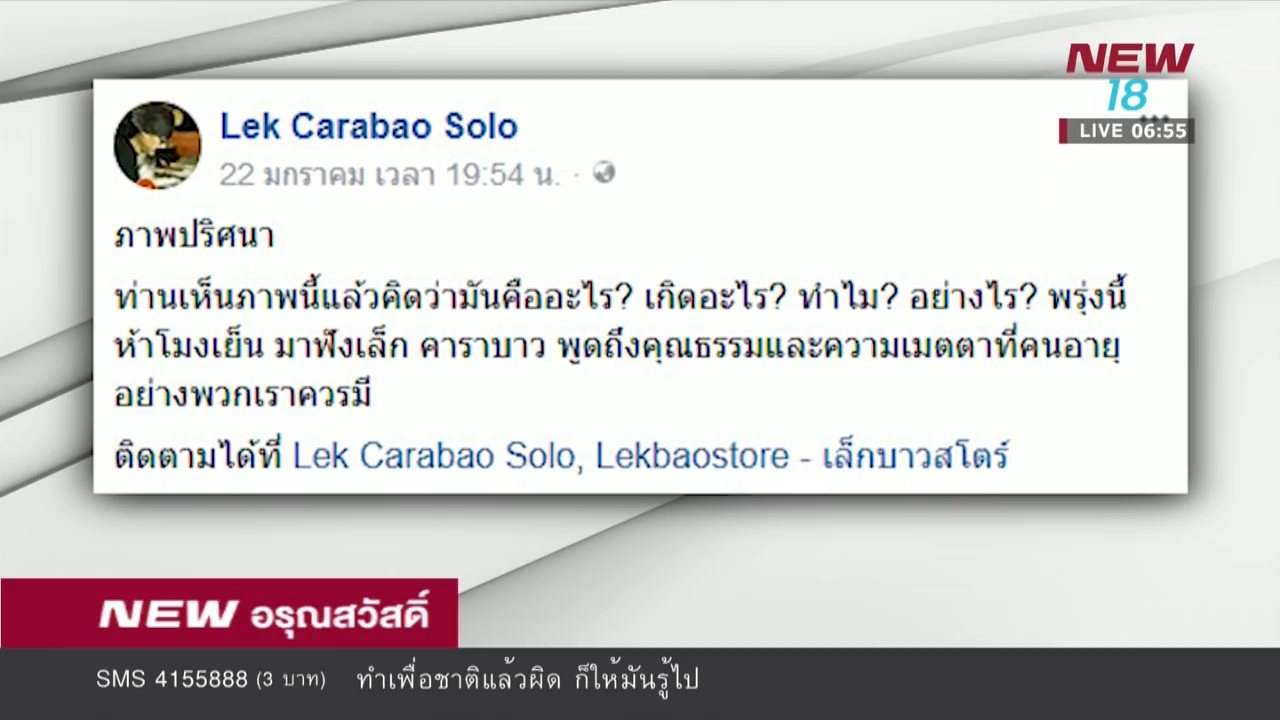 NEW
18
LIVE 06:55
Lek Carabao Solo
22 มกราคม เวลา 19:54 น. ·
ภาพปริศนา
ท่านเห็นภาพนี้แล้วคิดว่ามันคืออะไร? เกิดอะไร? ทำไม? อย่างไร? พรุ่งนี้
ห้าโมงเย็น มาฟังเล็ก คาราบาว พูดถึงคุณธรรมและความเมตตาที่คนอายุ
อย่างพวกเราควรมี
ติดตามได้ที่ Lek Carabao Solo, Lekbaostore - เล็กบาวสโตร์
NEW อรุณสวัสดิ์
SMS 4155888 (3 บาท) ทำเพื่อชาติแล้วผิด ก็ให้มันรู้ไป